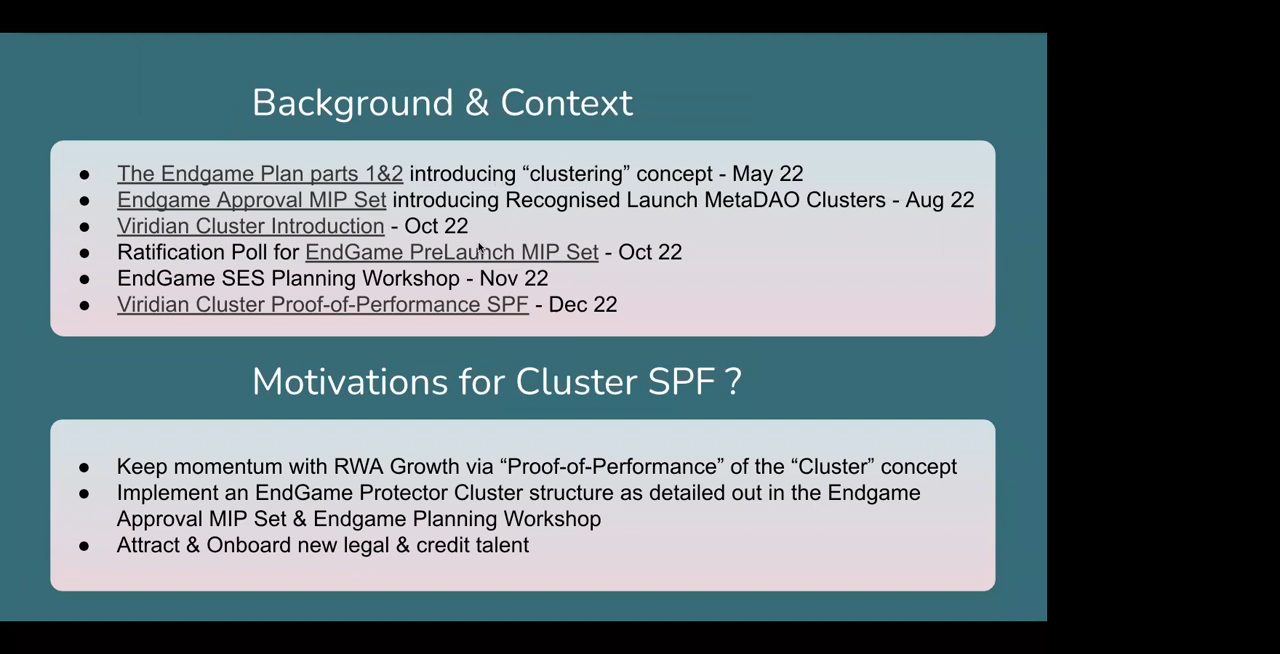 Background & Context
● The Endgame Plan parts 1&2 introducing “clustering” concept - May 22
● Endgame Approval MIP Set introducing Recognised Launch MetaDAO Clusters - Aug 22
● Viridian Cluster Introduction - Oct 22
● Ratification Poll for EndGame PreLaunch MIP Set - Oct 22
● EndGame SES Planning Workshop - Nov 22
● Viridian Cluster Proof-of-Performance SPF - Dec 22
Motivations for Cluster SPF ?
● Keep momentum with RWA Growth via “Proof-of-Performance” of the “Cluster” concept
● Implement an EndGame Protector Cluster structure as detailed out in the Endgame
Approval MIP Set & Endgame Planning Workshop
● Attract & Onboard new legal & credit talent